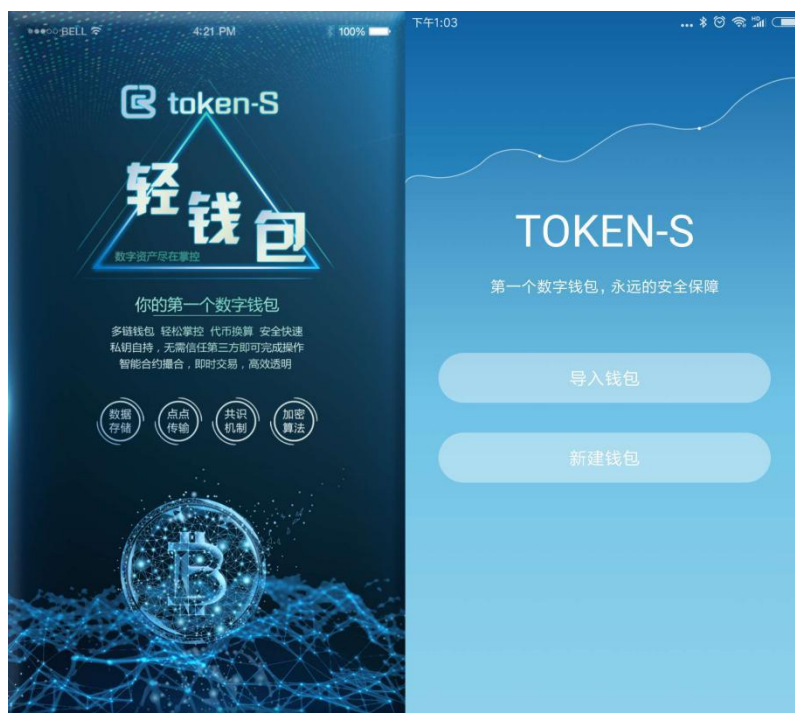 BELL 4:21 PM 100%
token-S
轻钱包
数字资产尽在掌控
你的第一个数字钱包
多链钱包 轻松掌控 代币换算 安全快速
私钥自持，无需信任第三方即可完成操作
智能合约撮合，即时交易，高效透明
数据
存储
点点
传输
共识
机制
加密
算法
下午1:03
TOKEN-S
第一个数字钱包，永远的安全保障
导入钱包
新建钱包